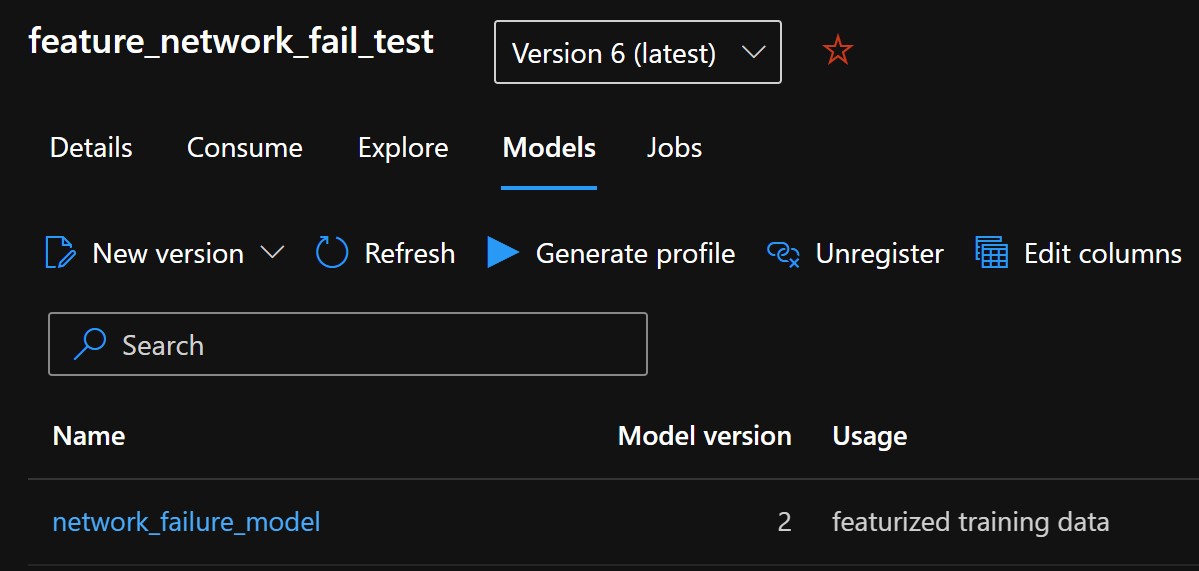 feature_network_fail_test Version 6 (latest)
Details Consume Explore Models Jobs
New version Refresh Generate profile Unregister Edit columns
Search
Name Model version Usage
network_failure_model 2 featurized training data